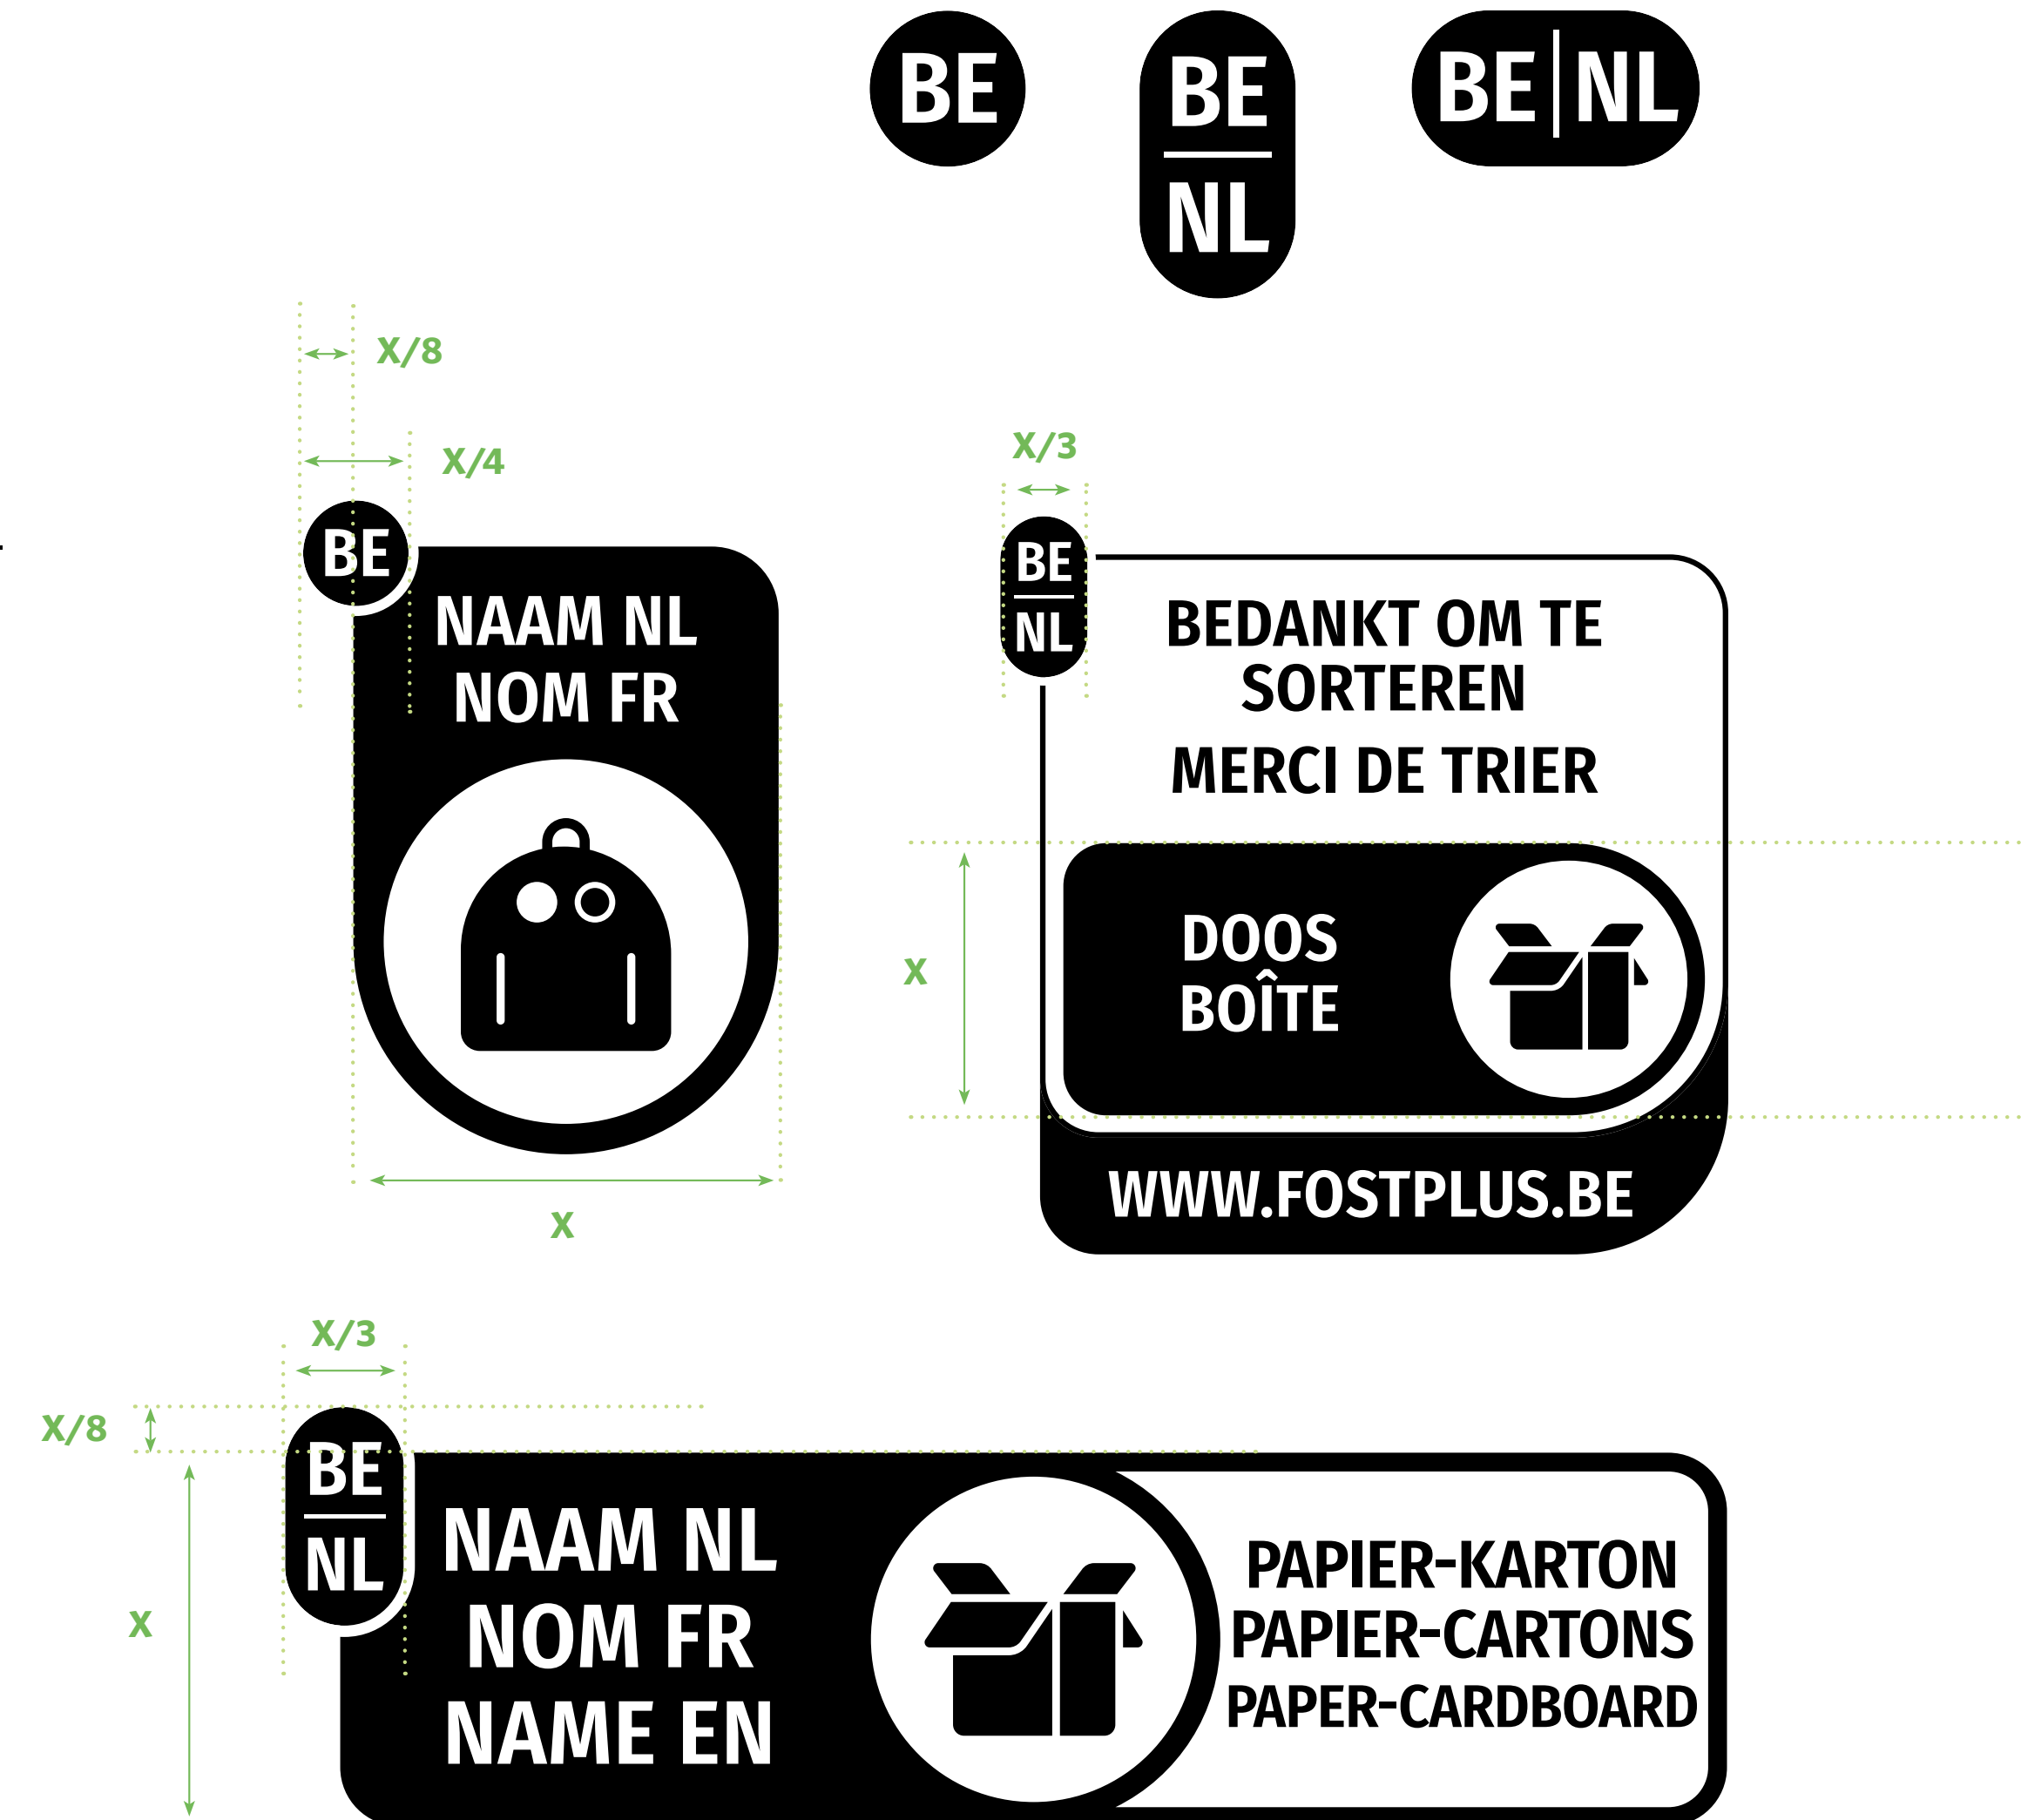 BE
BE
NL
BE|NL
X/8
X/4
BE
NAAM NL
NOM FR
X
X/3
BE
NL
BEDANKT OM TE
SORTEREN
MERCI DE TRIER
X
DOOS
BOÎTE
WWW.FOSTPLUS.BE
X/3
X/8
X
BE
NL
NAAM NL
NOM FR
NAME EN
PAPIER-KARTON
PAPIER-CARTONS
PAPER-CARDBOARD